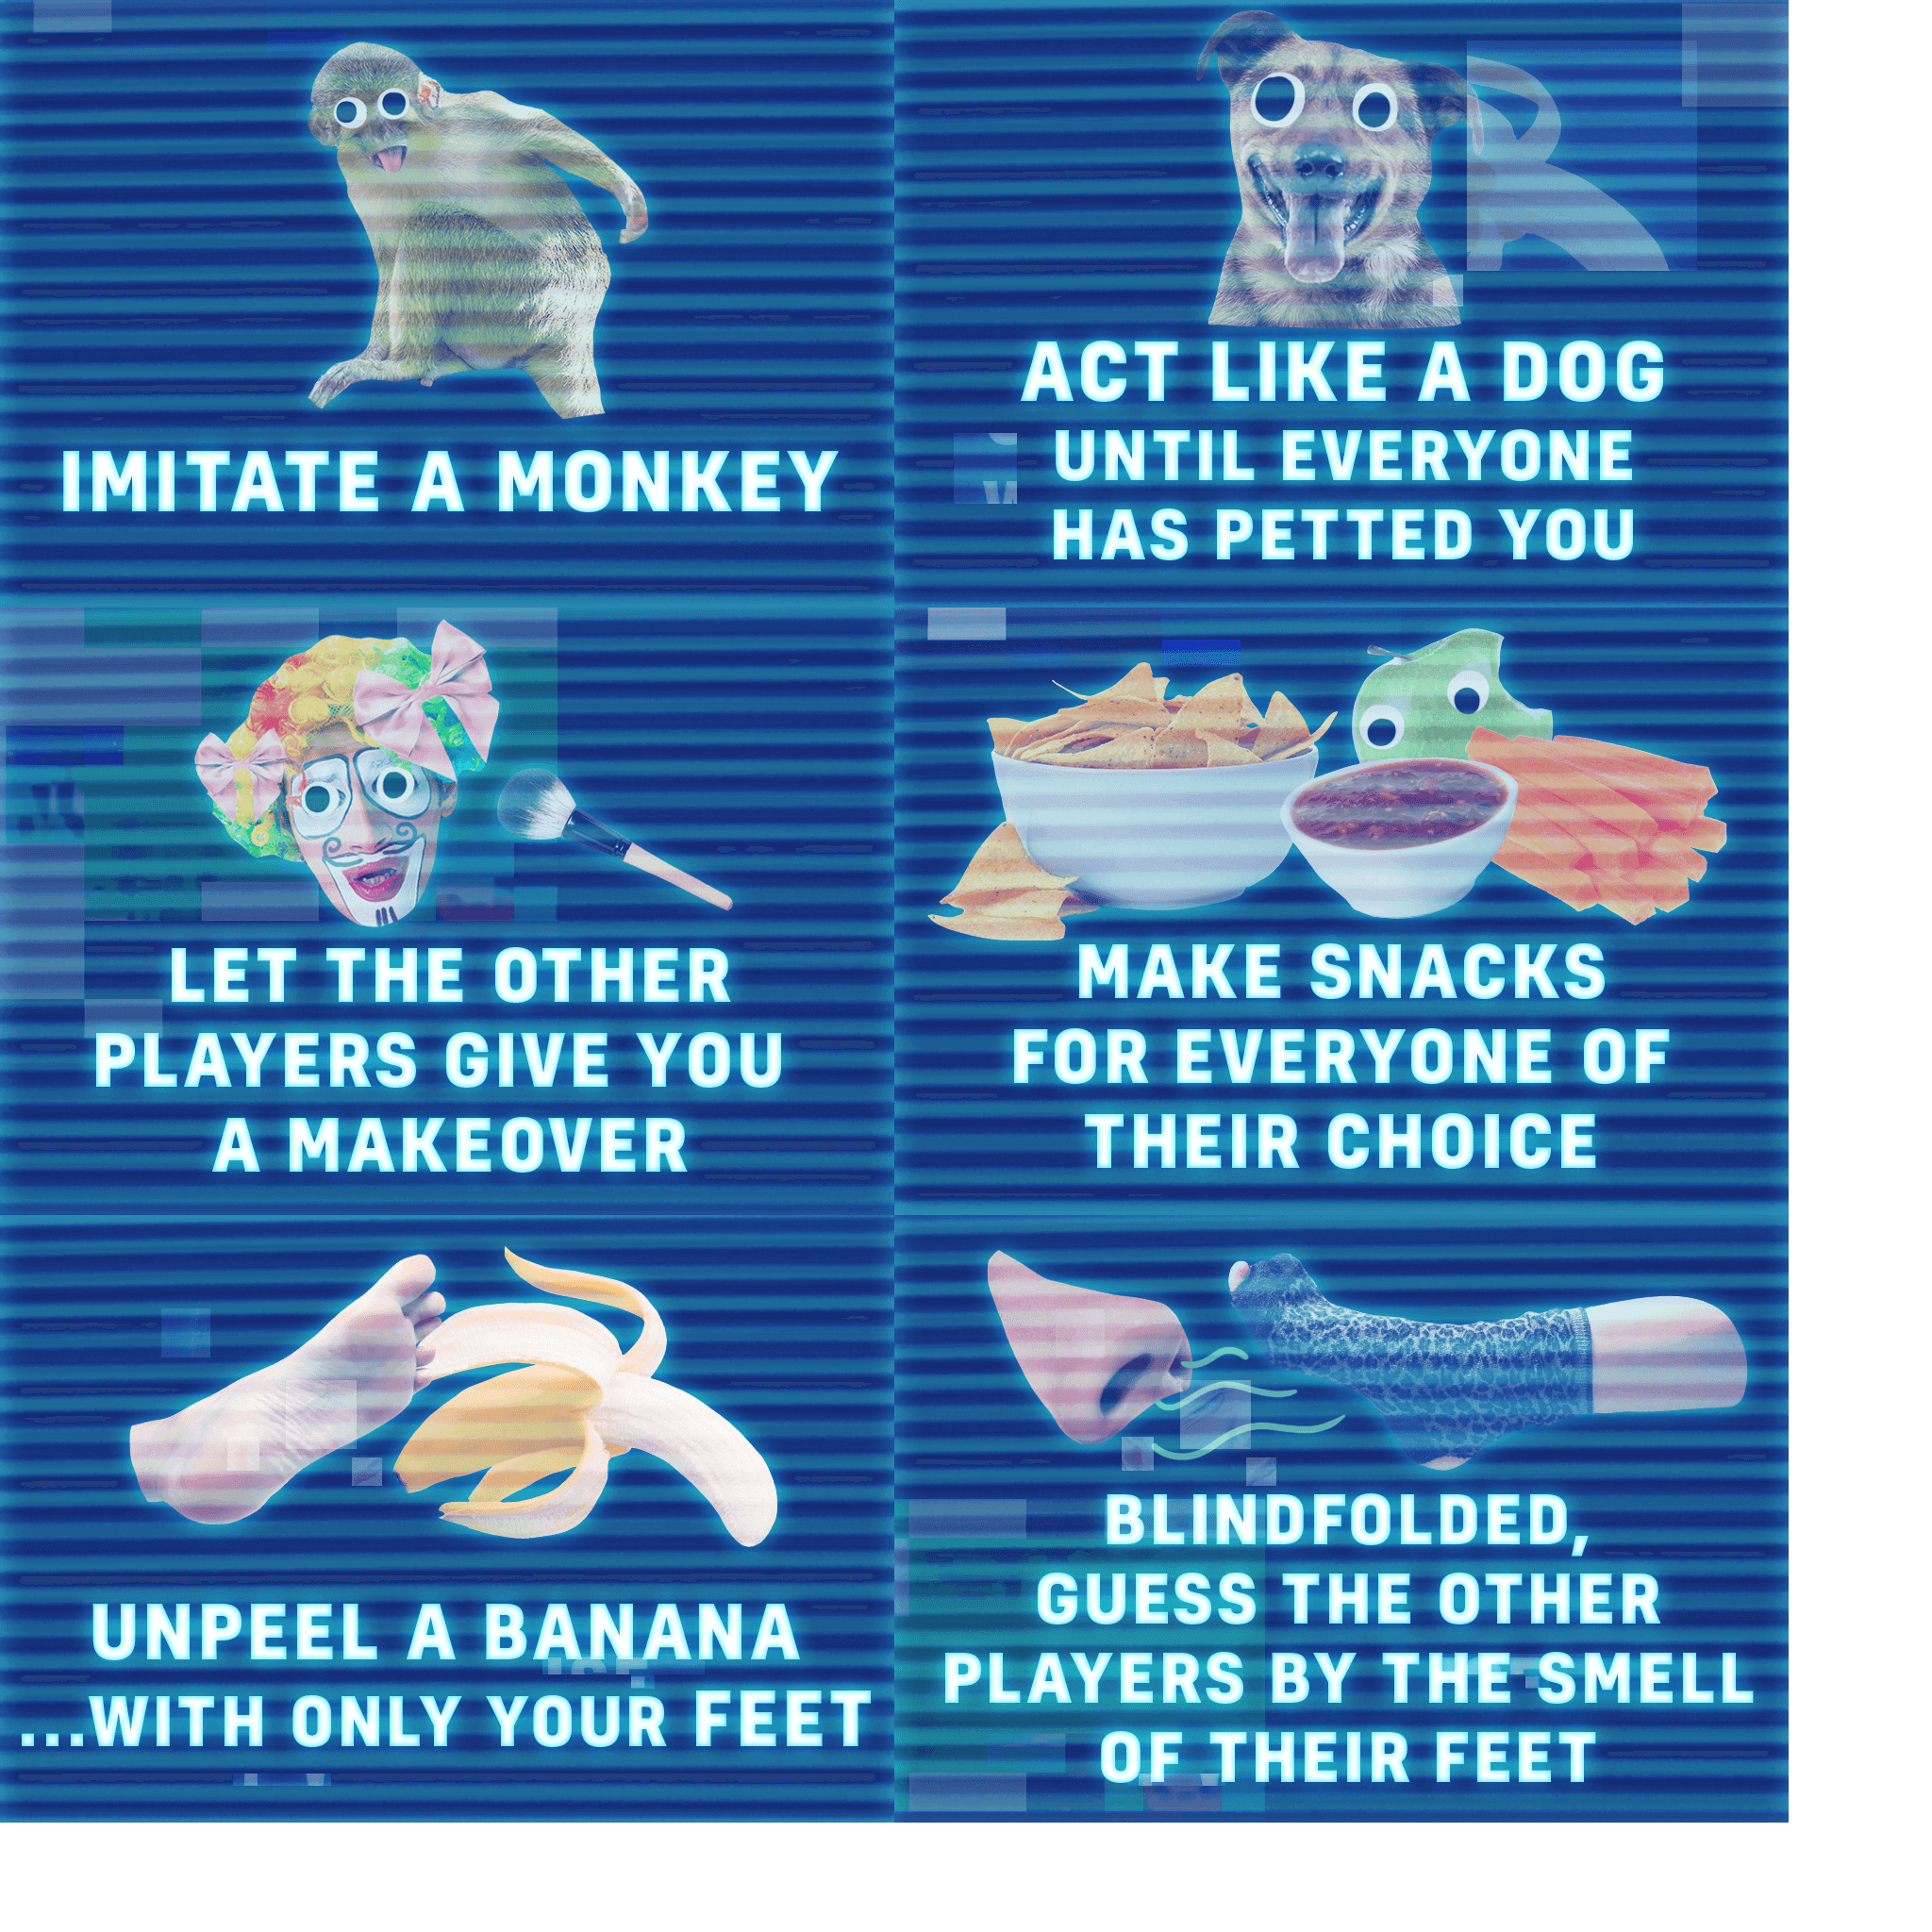 IMITATE A MONKEY
ACT LIKE A DOG
UNTIL EVERYONE
HAS PETTED YOU
LET THE OTHER
PLAYERS GIVE YOU
A MAKEOVER
MAKE SNACKS
FOR EVERYONE OF
THEIR CHOICE
UNPEEL A BANANA
...WITH ONLY YOUR FEET
BLINDFOLDED,
GUESS THE OTHER
PLAYERS BY THE SMELL
OF THEIR FEET